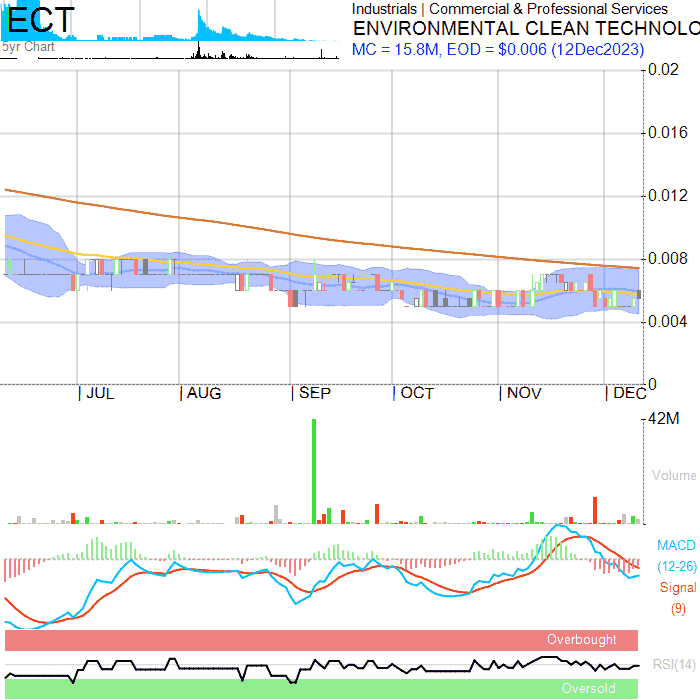 ECT
5yr Chart
Industrials | Commercial & Professional Services
ENVIRONMENTAL CLEAN TECHNOLO
MC = 15.8M, EOD = $0.006 (12Dec2023)
0.02
0.016
0.012
0.008
0.004
0
JUL AUG SEP OCT NOV DEC
42M
Volume
MACD
(12-26)
Signal
(9)
Overbought
RSI(14)
Oversold